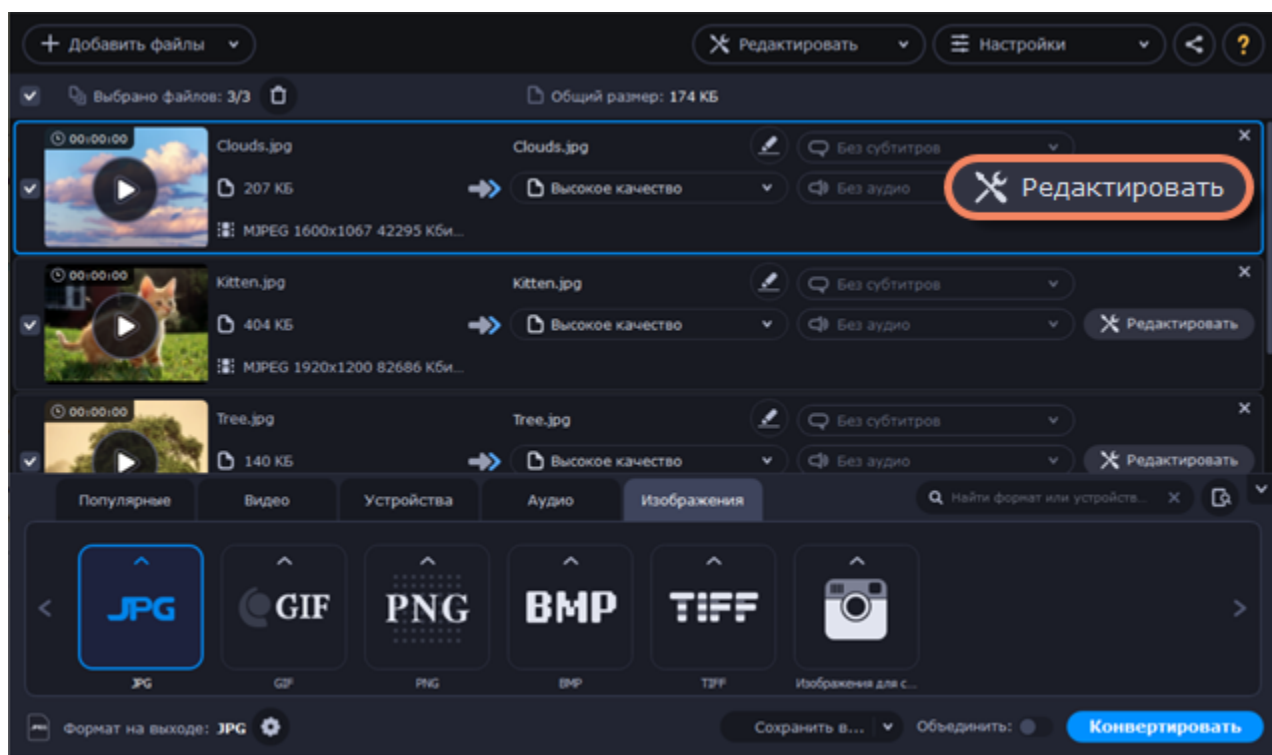 Добавить файлы
Редактировать
Настройки
?
Выбрано файлов: 3/3
Общий размер: 174 КБ
00:00:00
Clouds.jpg
Clouds.jpg
Без субтитров
207 КБ
Высокое качество
Без аудио
Редактировать
MJPEG 1600x1067 42295 Кби...
00:00:00
Kitten.jpg
Kitten.jpg
Без субтитров
404 КБ
Высокое качество
Без аудио
Редактировать
MJPEG 1920x1200 82686 Кби...
00:00:00
Tree.jpg
Tree.jpg
Без субтитров
140 КБ
Высокое качество
Без аудио
Редактировать
Популярные
Видео
Устройства
Аудио
Изображения
Найти формат или устройств...
JPG
GIF
PNG
BMP
TIFF
JPG
GIF
PNG
BMP
TIFF
Изображения для с...
Формат на выходе: JPG
Сохранить в...
Объединить:
Конвертировать